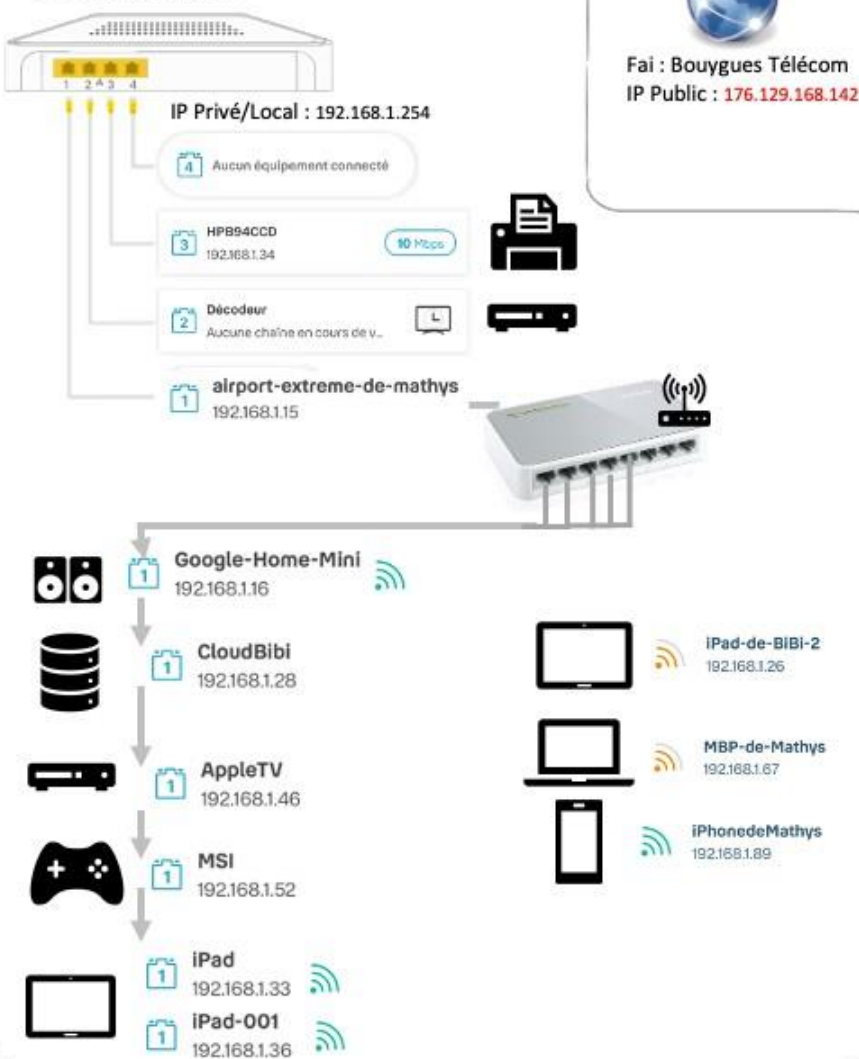 Fai : Bouygues Télécom
IP Public : 176.129.168.142
1 2 3 4
IP Privé/Local : 192.168.1.254
4 Aucun équipement connecté
3 HPB94CCD
192.168.1.34
10 Mbps
2 Décodeur
Aucune chaîne en cours de v...
1 airport-extreme-de-mathys
192.168.1.15
1 Google-Home-Mini
192.168.1.16
1 CloudBibi
192.168.1.28
1 AppleTV
192.168.1.46
1 MSI
192.168.1.52
1 iPad
192.168.1.33
1 iPad-001
192.168.1.36
iPad-de-BiBi-2
192.168.1.26
MBP-de-Mathys
192.168.1.67
iPhonedeMathys
192.168.1.89